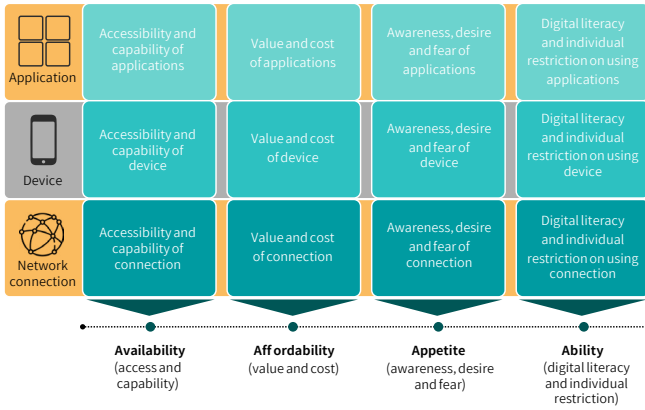 Application
Accessibility and
capability of
applications
Value and cost
of applications
Awareness, desire
and fear of
applications
Digital literacy
and individual
restriction on using
applications
Device
Accessibility and
capability of
device
Value and cost
of device
Awareness, desire
and fear of
device
Digital literacy
and individual
restriction on using
device
Network
connection
Accessibility and
capability of
connection
Value and cost
of connection
Awareness, desire
and fear of
connection
Digital literacy
and individual
restriction on using
connection
Availability
(access and
capability)
Aff ordability
(value and cost)
Appetite
(awareness, desire
and fear)
Ability
(digital literacy
and individual
restriction)